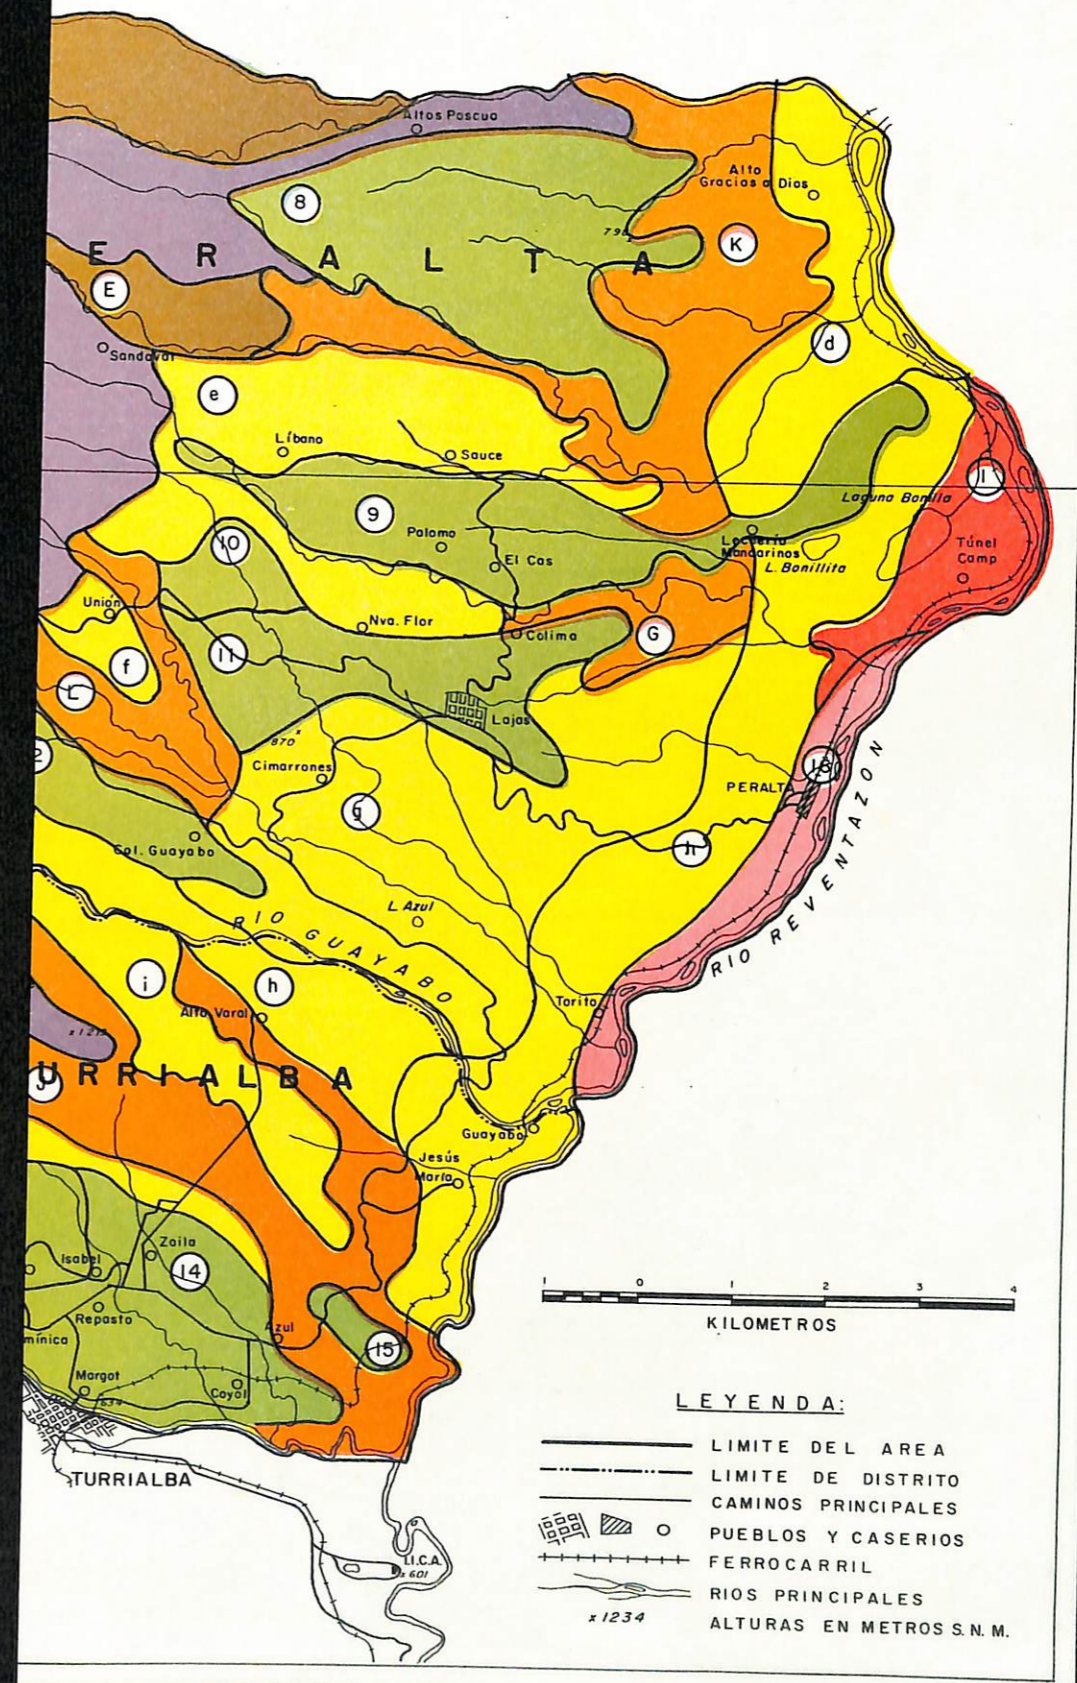 Altos Pascua
Alto
Gracias a Dios
8
796
K
E R A L T A
E
Sandoval
d
e
Líbano
Sauce
I
Laguna Bonilla
9
Palomo
10
Túnel
Camp
Mandarinos
L. Bonillita
El Cas
Unión
Nva. Flor
Colima
G
11
f
L
Lajas
x 870
2
Cimarrones
PERALTA
g
h
Col. Guayabo
L. Azul
RIO GUAYABO
RIO REVENTAZON
i
h
Alto Varal
Torito
URRIALBA
Guayabo
Jesús
María
Zoila
Isabel
14
Repasto
mínica
Azul
15
Margot
Coyol
634
TURRIALBA
I.I.C.A.
x 601
1 0 1 2 3 4
KILOMETROS
LEYENDA:
LIMITE DEL AREA
LIMITE DE DISTRITO
CAMINOS PRINCIPALES
PUEBLOS Y CASERIOS
FERROCARRIL
RIOS PRINCIPALES
x 1234 ALTURAS EN METROS S.N.M.